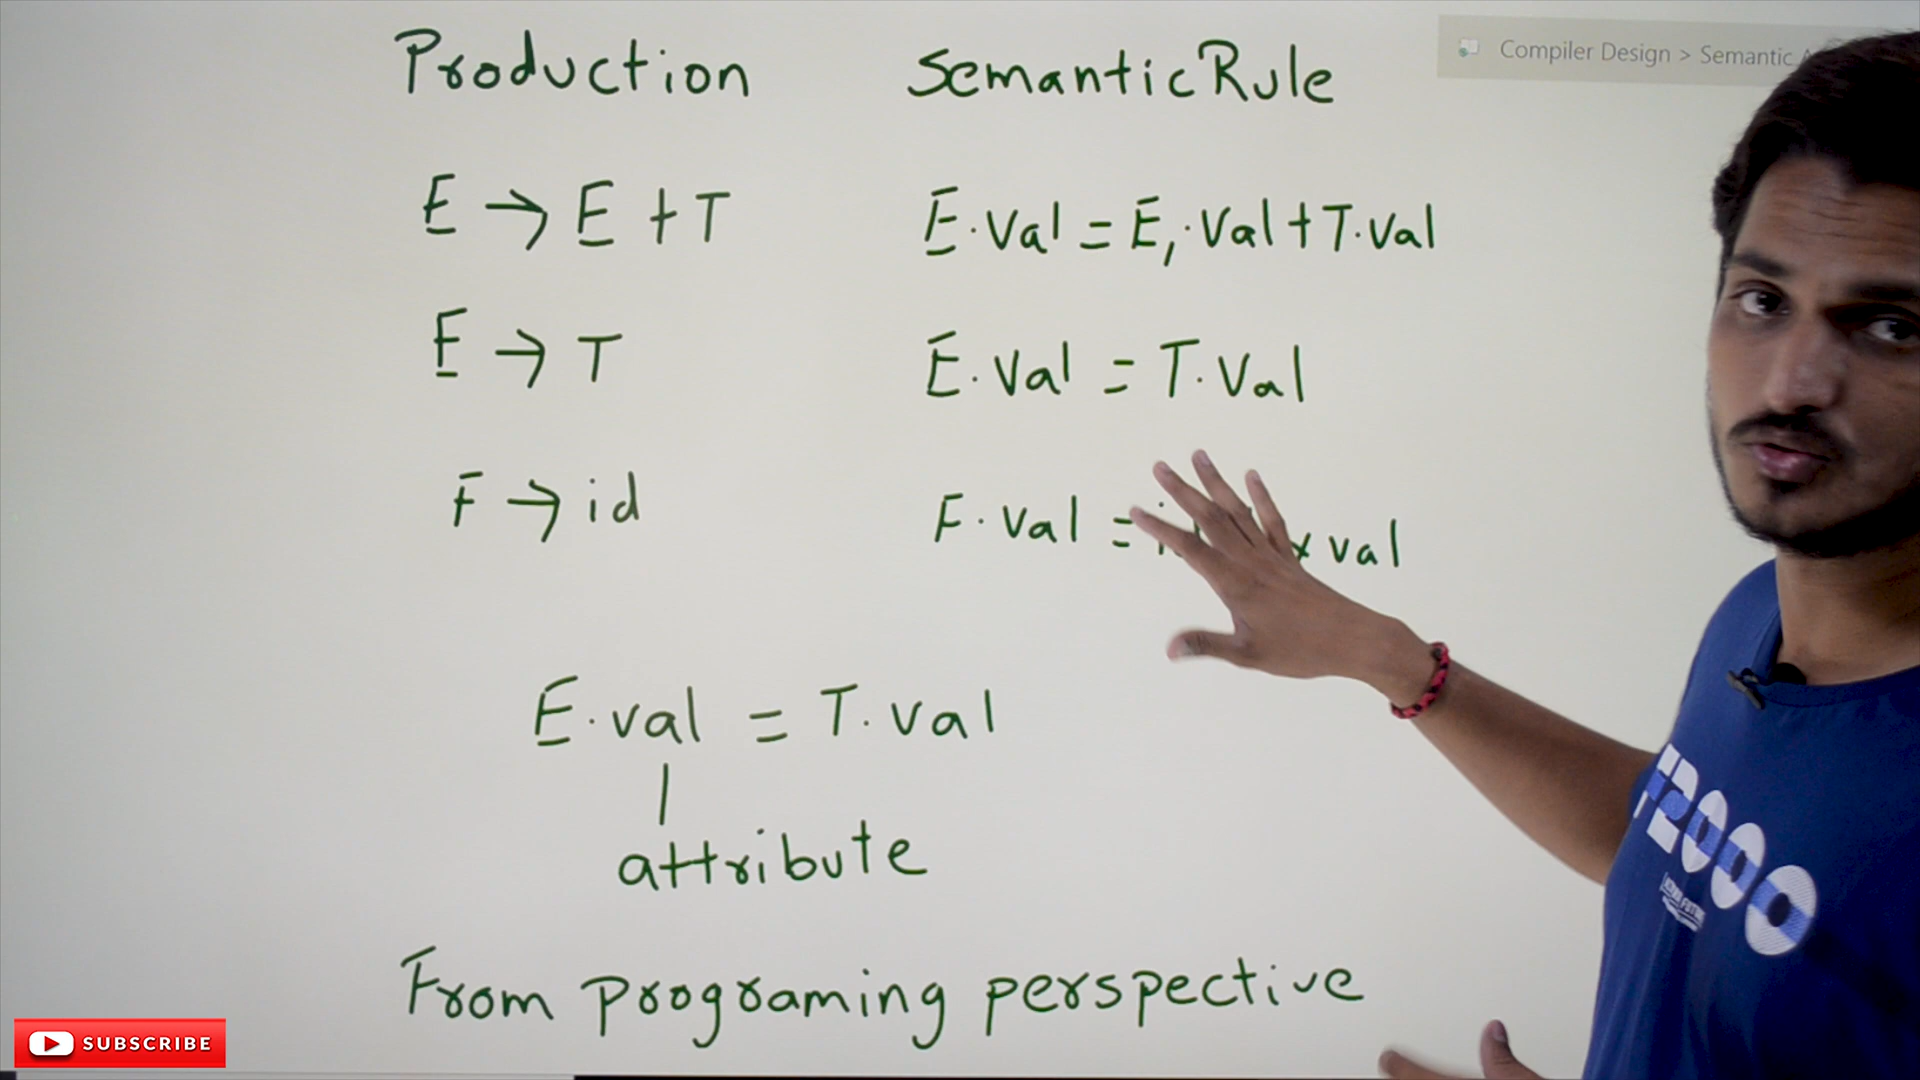 Production SemanticRule
Compiler Design > Semantic
E → E + T E.Val = E₁.Val + T.Val
E → T E.Val = T.Val
F → id F.Val = val
E.val = T.val
attribute
From programing perspective
T2000
SUBSCRIBE